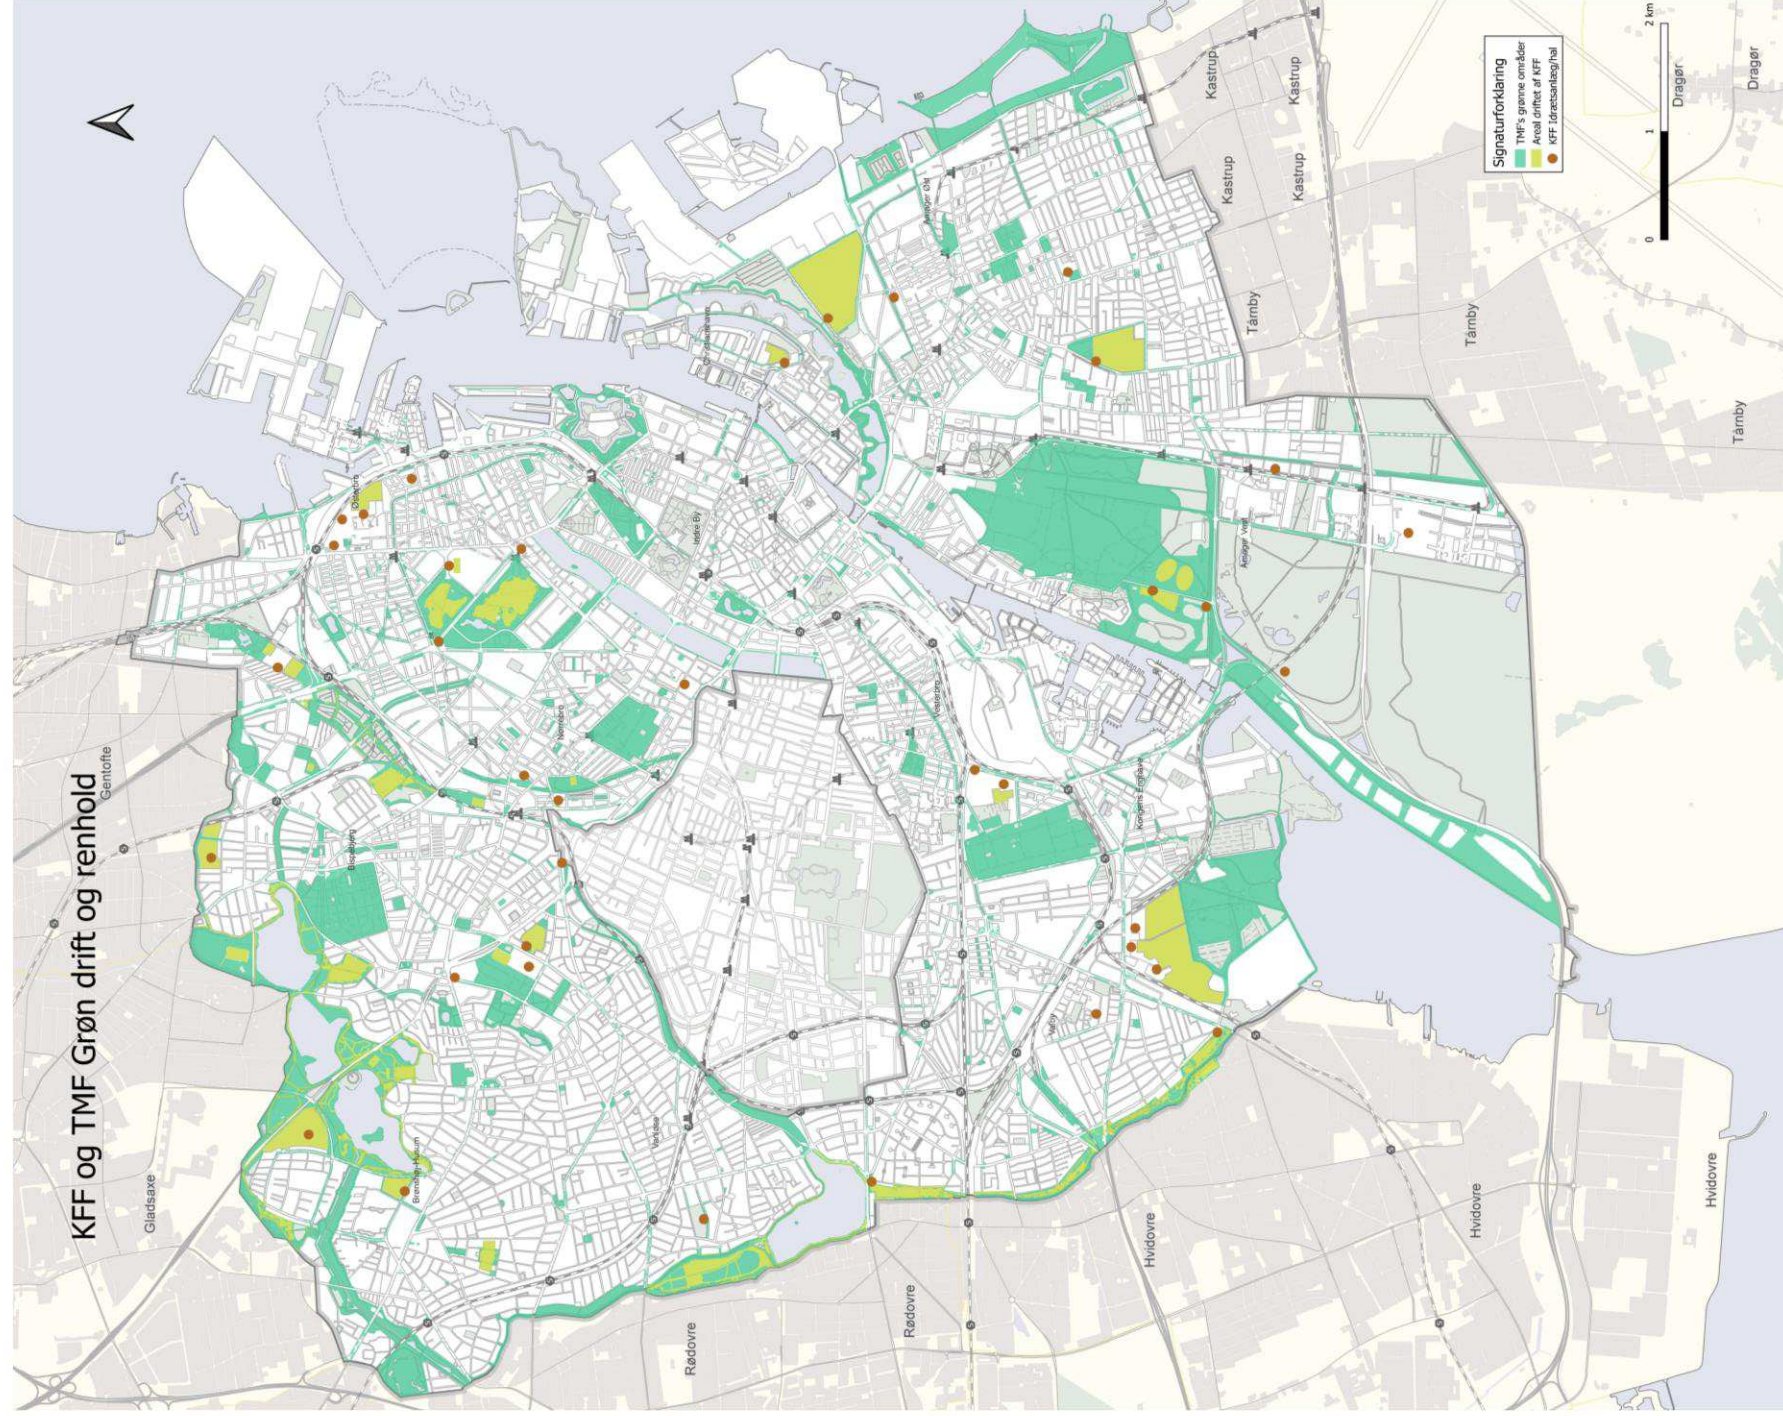 KFF og TMF Grøn drift og renhold
Gentofte
Gladsaxe
Østerbro
Bispebjerg
Nørrebro
Indre By
Christianshavn
Amager Øst
Brønshøj-Husum
Vanløse
Vesterbro
Kongens Enghave
Valby
Amager Vest
Rødovre
Rødovre
Hvidovre
Hvidovre
Hvidovre
Kastrup
Kastrup
Kastrup
Kastrup
Tårnby
Tårnby
Tårnby
Dragør
Dragør
Signaturforklaring
TMF's grønne områder
Areal driftet af KFF
KFF Idrætsanlæg/hal
0 1 2 km